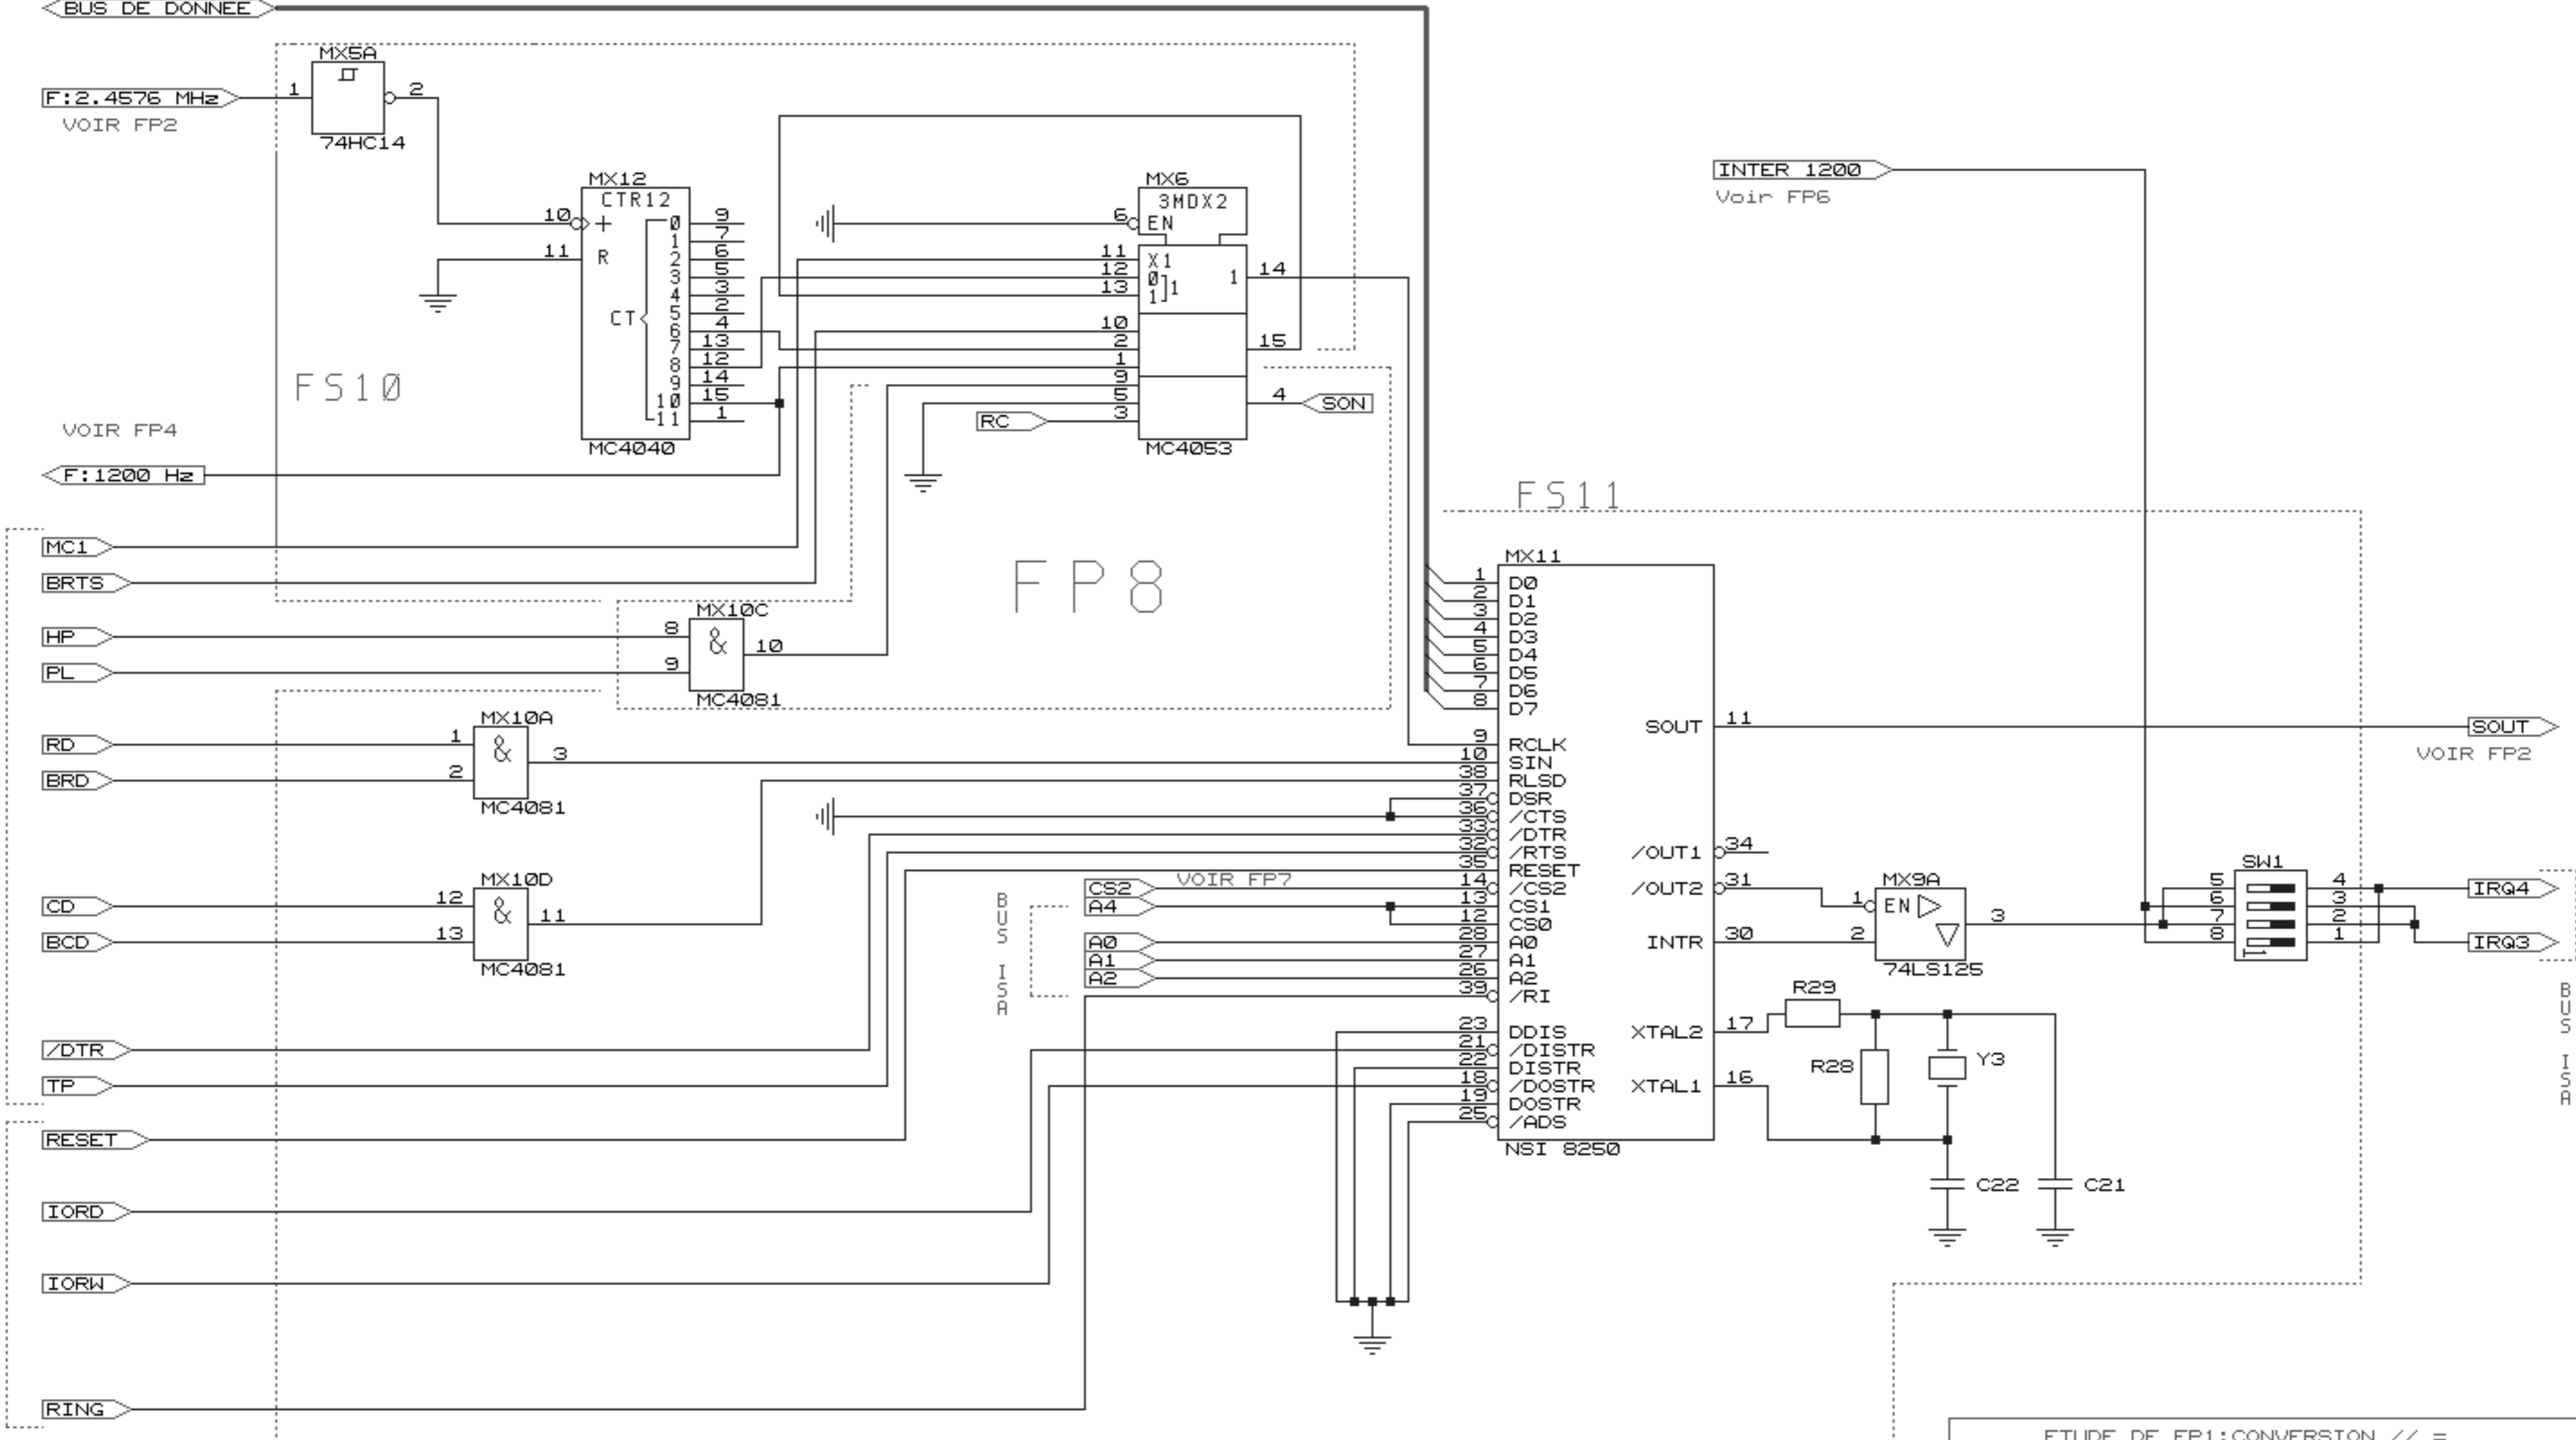 BUS DE DONNEE
MX5A
1
2
F:2.4576 MHz
VOIR FP2
74HC14
INTER 1200
Voir FP6
MX12
CTR12
10
+
11
R
CT
0 9
1 7
2 6
3 5
4 3
5 2
6 4
7 13
8 12
9 14
10 15
11 1
MC4040
MX6
3MDX2
6
EN
11
X1
12
0
13
1
]1
1
14
10
2
1
15
9
5
3
4
SON
RC
MC4053
FS10
VOIR FP4
F:1200 Hz
FS11
MC1
BRTS
FP8
HP
PL
MX10C
8
9
&
10
MC4081
RD
BRD
MX10A
1
2
&
3
MC4081
CD
BCD
MX10D
12
13
&
11
MC4081
/DTR
TP
RESET
IORD
IORW
RING
BUS ISA
VOIR FP7
CS2
A4
A0
A1
A2
MX11
1 D0
2 D1
3 D2
4 D3
5 D4
6 D5
7 D6
8 D7
9 RCLK
10 SIN
38 RLSD
37 DSR
36 /CTS
33 /DTR
32 /RTS
35 RESET
14 /CS2
13 CS1
12 CS0
28 A0
27 A1
26 A2
39 /RI
23 DDIS
21 /DISTR
22 DISTR
18 /DOSTR
19 DOSTR
25 /ADS
SOUT 11
/OUT1 34
/OUT2 31
INTR 30
XTAL2 17
XTAL1 16
NSI 8250
SOUT
VOIR FP2
MX9A
1
EN
2
3
74LS125
SW1
5 4
6 3
7 2
8 1
1
IRQ4
IRQ3
BUS ISA
R29
R28
Y3
C22
C21
ETUDE DE FP1:CONVERSION // =